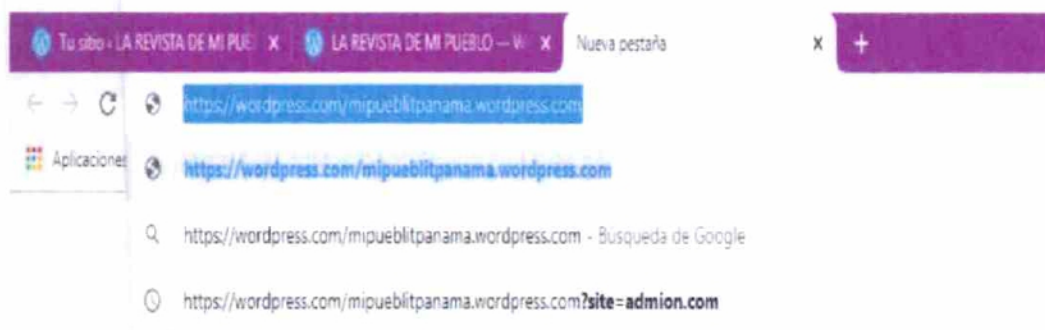 Tu sitio ‹ LA REVISTA DE MI PUE X LA REVISTA DE MI PUEBLO — W X Nueva pestaña x +
https://wordpress.com/mipueblitpanama.wordpress.com
Aplicaciones
https://wordpress.com/mipueblitpanama.wordpress.com
https://wordpress.com/mipueblitpanama.wordpress.com - Busqueda de Google
https://wordpress.com/mipueblitpanama.wordpress.com?site=admion.com